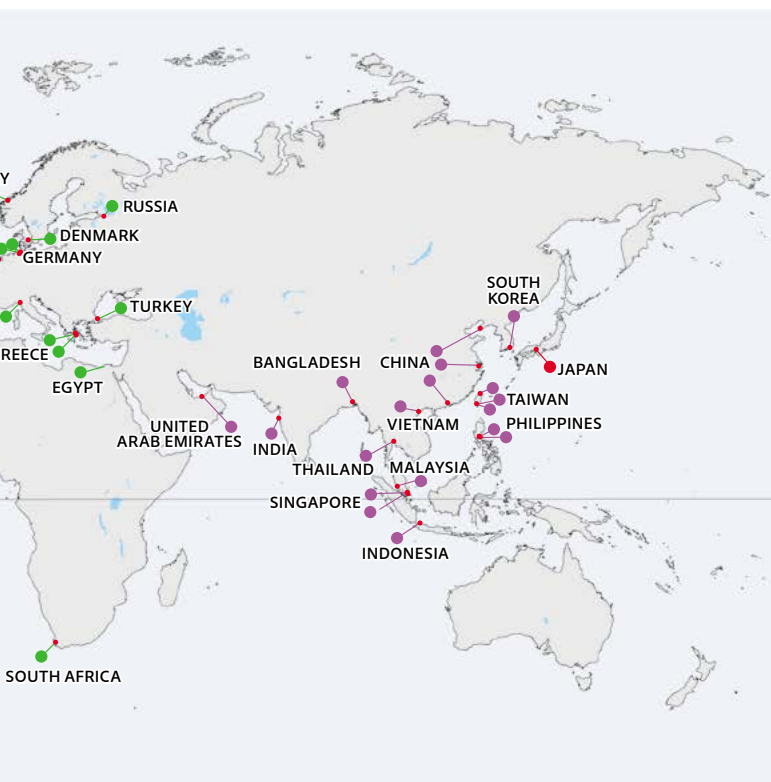 Y
RUSSIA
DENMARK
GERMANY
SOUTH
KOREA
TURKEY
REECE
BANGLADESH
CHINA
JAPAN
EGYPT
TAIWAN
UNITED
ARAB EMIRATES
VIETNAM
PHILIPPINES
INDIA
THAILAND
MALAYSIA
SINGAPORE
INDONESIA
SOUTH AFRICA